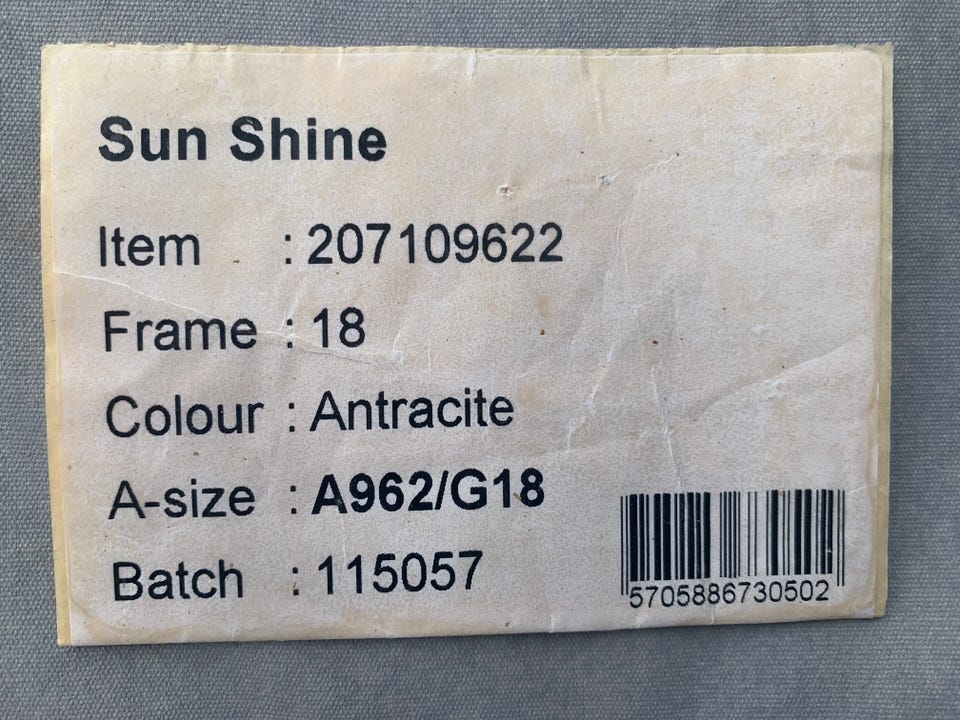 Sun Shine
Item : 207109622
Frame : 18
Colour : Antracite
A-size : A962/G18
Batch : 115057
5705886730502